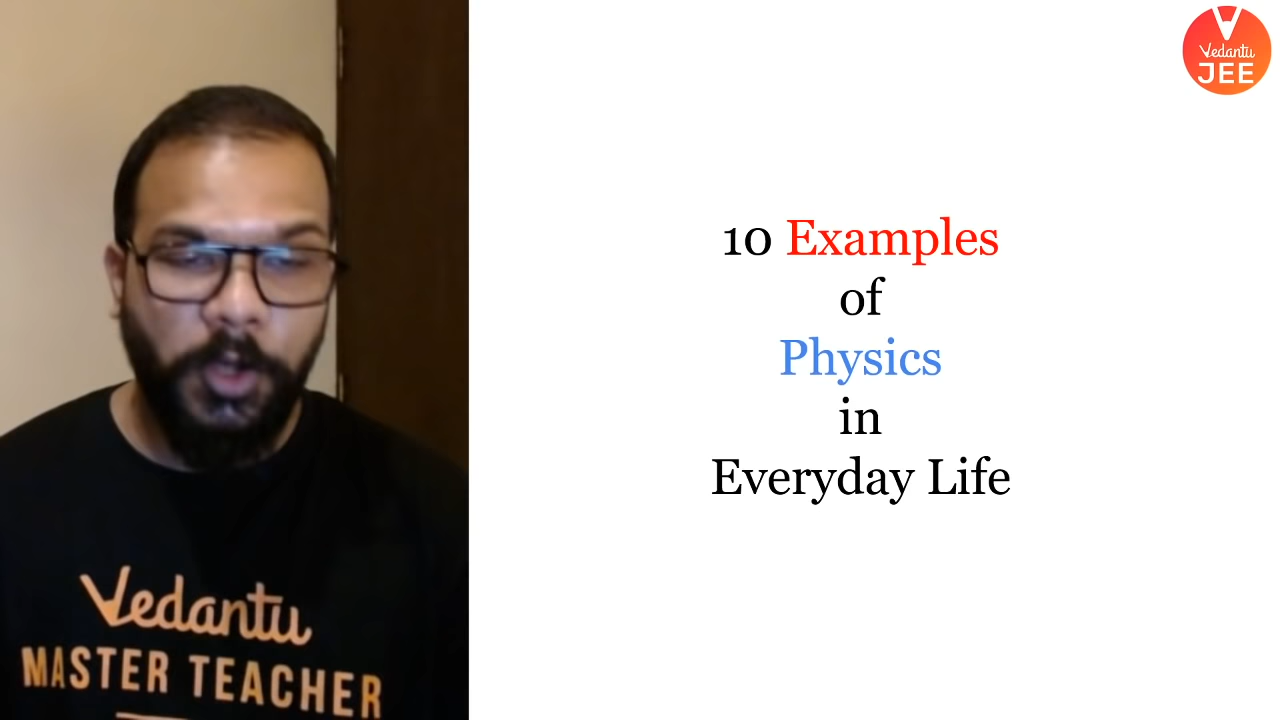 Vedantu
JEE
10 Examples
of
Physics
in
Everyday Life
Vedantu
MASTER TEACHER